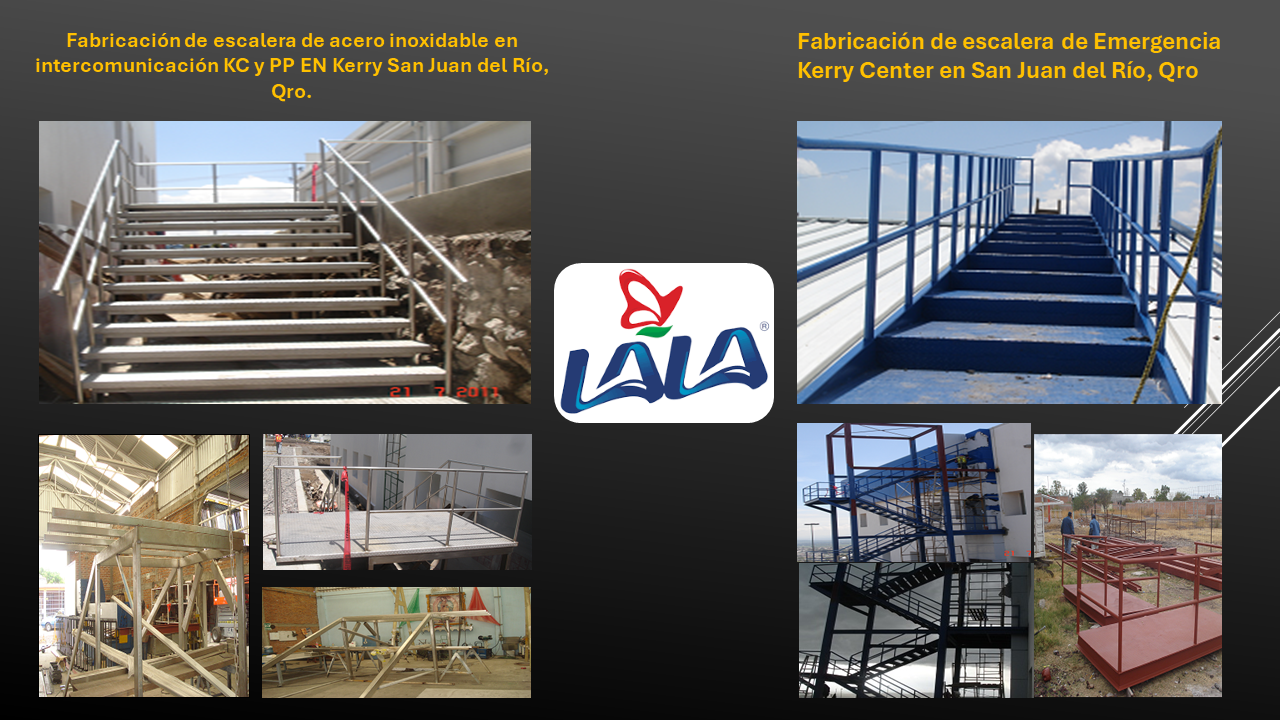 Fabricación de escalera de acero inoxidable en
intercomunicación KC y PP EN Kerry San Juan del Río,
Qro.
Fabricación de escalera de Emergencia
Kerry Center en San Juan del Río, Qro
21 7 2011
LALA ®